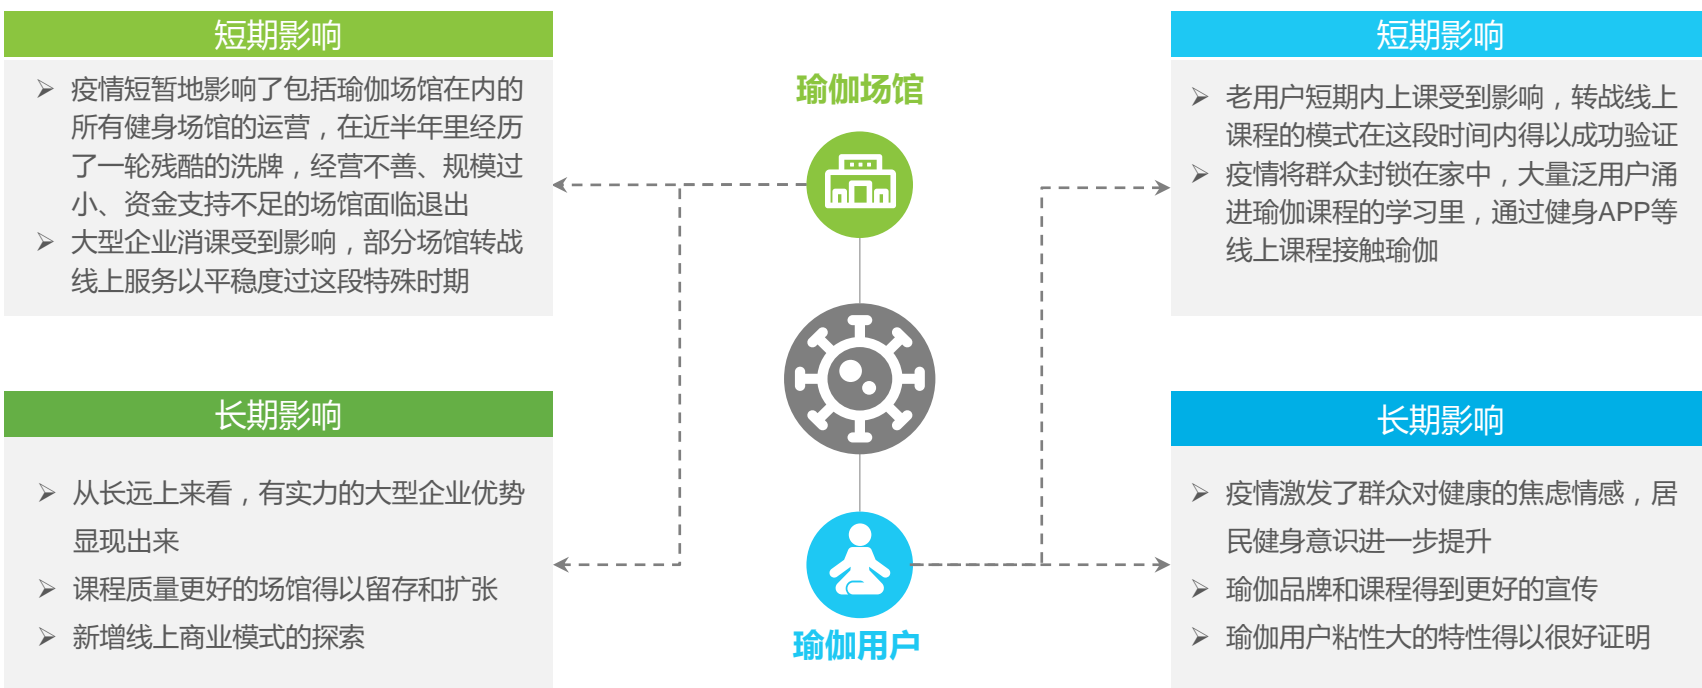 短期影响
疫情短暂地影响了包括瑜伽场馆在内的
所有健身场馆的运营，在近半年里经历
了一轮残酷的洗牌，经营不善、规模过
小、资金支持不足的场馆面临退出
大型企业消课受到影响，部分场馆转战
线上服务以平稳度过这段特殊时期
长期影响
从长远上来看，有实力的大型企业优势
显现出来
课程质量更好的场馆得以留存和扩张
新增线上商业模式的探索
瑜伽场馆
瑜伽用户
短期影响
老用户短期内上课受到影响，转战线上
课程的模式在这段时间内得以成功验证
疫情将群众封锁在家中，大量泛用户涌
进瑜伽课程的学习里，通过健身APP等
线上课程接触瑜伽
长期影响
疫情激发了群众对健康的焦虑情感，居
民健身意识进一步提升
瑜伽品牌和课程得到更好的宣传
瑜伽用户粘性大的特性得以很好证明